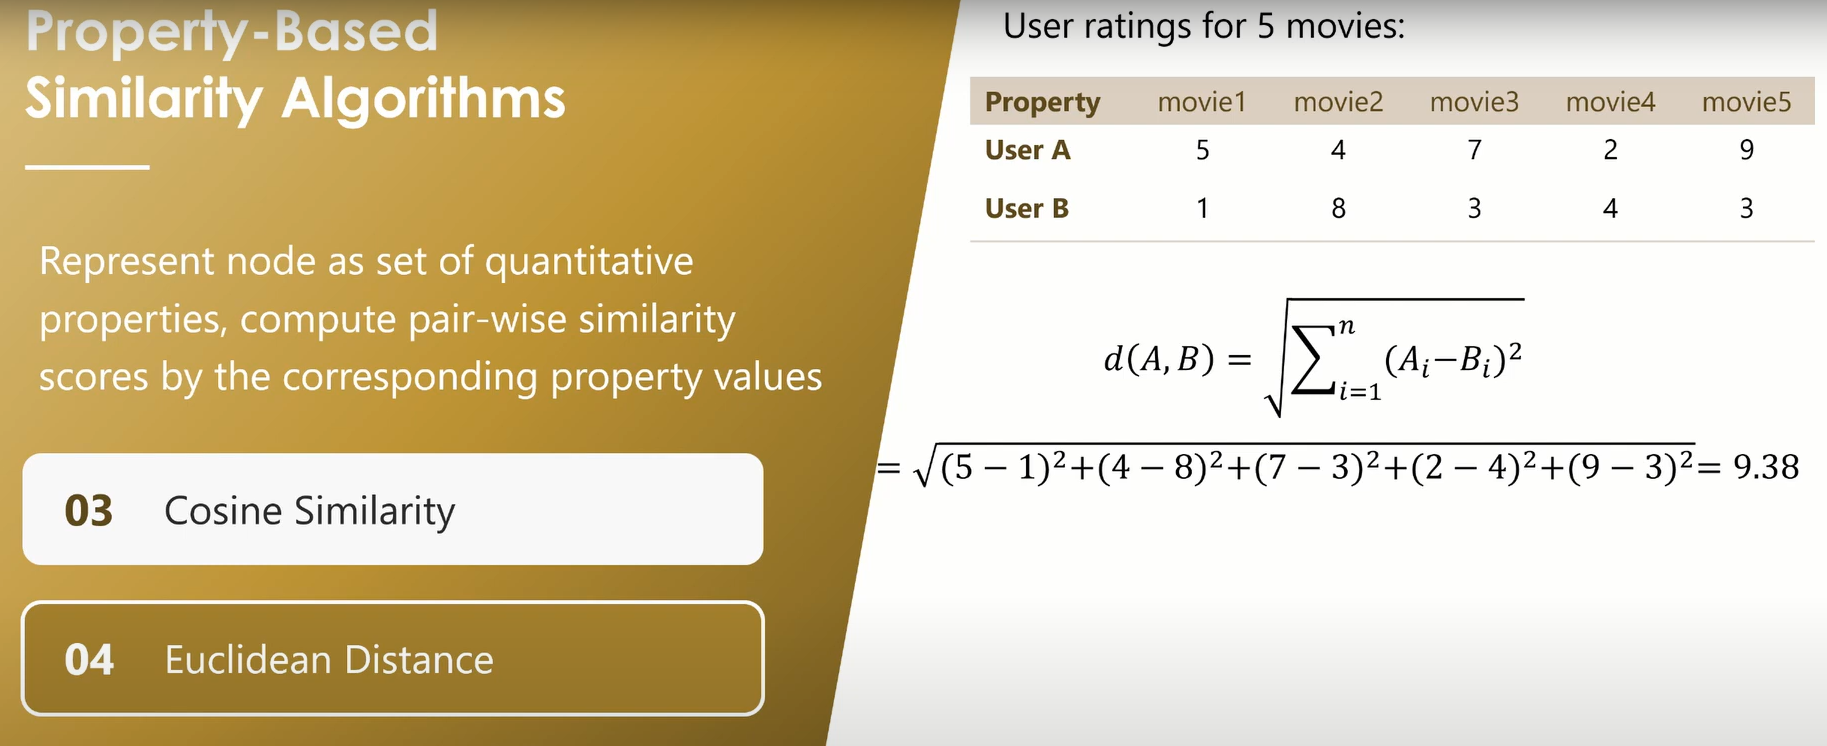 Property-Based
Similarity Algorithms
Represent node as set of quantitative
properties, compute pair-wise similarity
scores by the corresponding property values
03 Cosine Similarity
04 Euclidean Distance
User ratings for 5 movies:
Property movie1 movie2 movie3 movie4 movie5
User A 5 4 7 2 9
User B 1 8 3 4 3
d(A, B) = √∑ⁿᵢ₌₁ (Aᵢ−Bᵢ)²
= √(5 − 1)²+(4 − 8)²+(7 − 3)²+(2 − 4)²+(9 − 3)²= 9.38